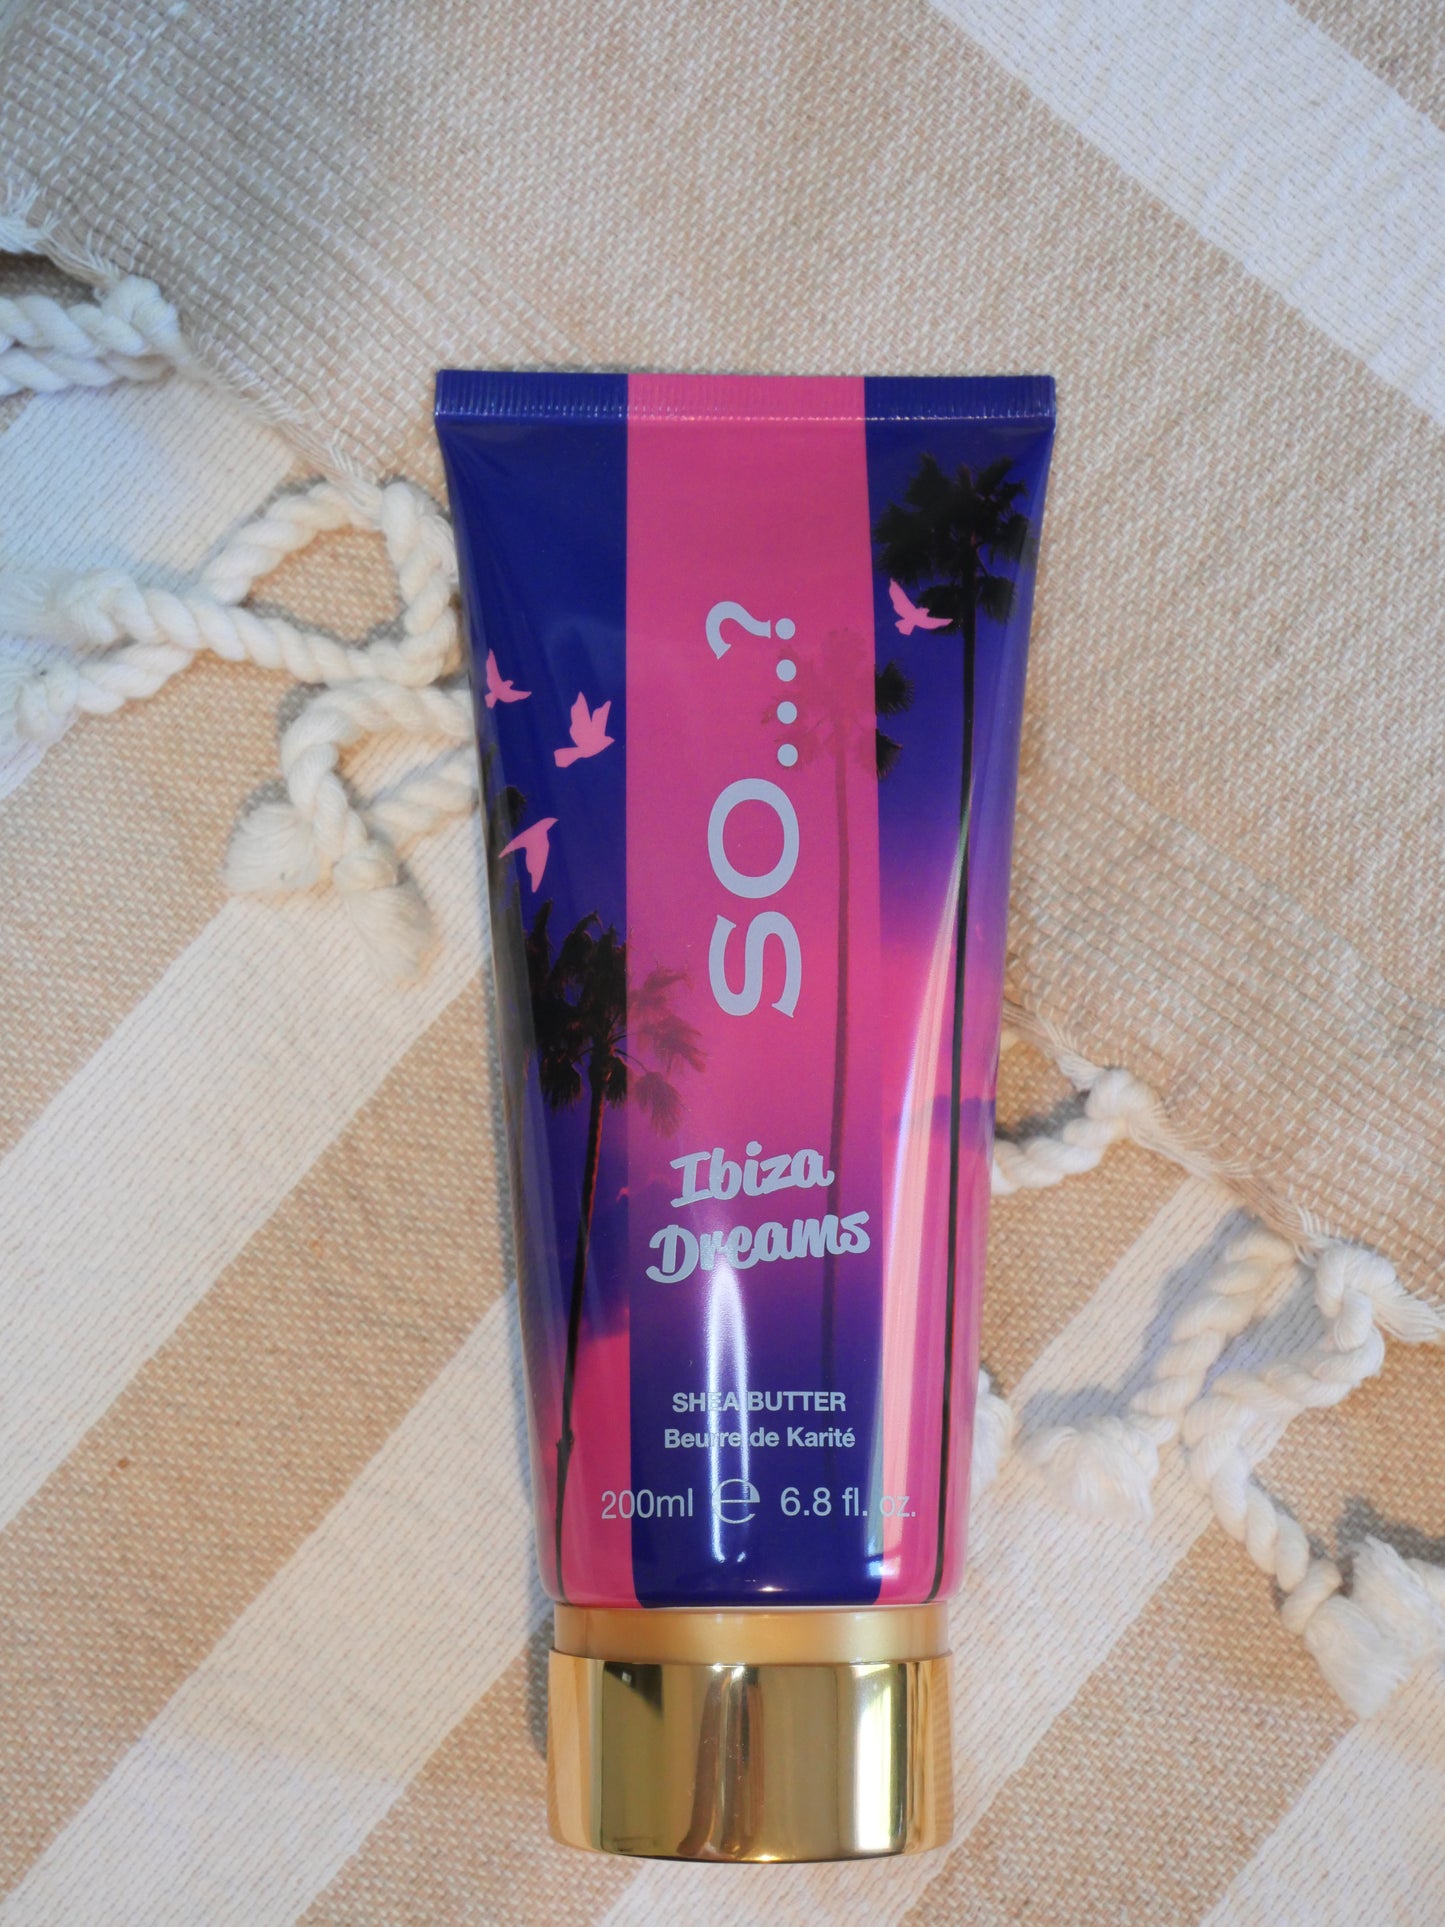 SO....?
Ibiza
Dreams
SHEA BUTTER
Beurre de Karité
200ml ℮ 6.8 fl. oz.